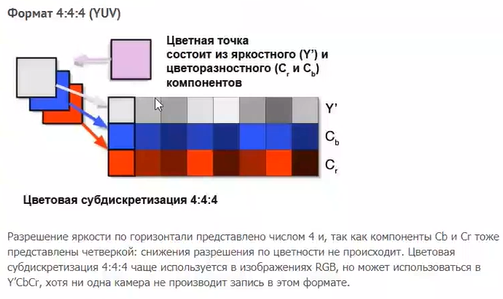 Формат 4:4:4 (YUV)
Цветная точка
состоит из яркостного (Y') и
цветоразностного (Cr и Cb)
компонентов
Y'
Cb
Cr
Цветовая субдискретизация 4:4:4
Разрешение яркости по горизонтали представлено числом 4 и, так как компоненты Cb и Cr тоже
представлены четверкой: снижения разрешения по цветности не происходит. Цветовая
субдискретизация 4:4:4 чаще используется в изображениях RGB, но может использоваться в
Y'CbCr, хотя ни одна камера не производит запись в этом формате.